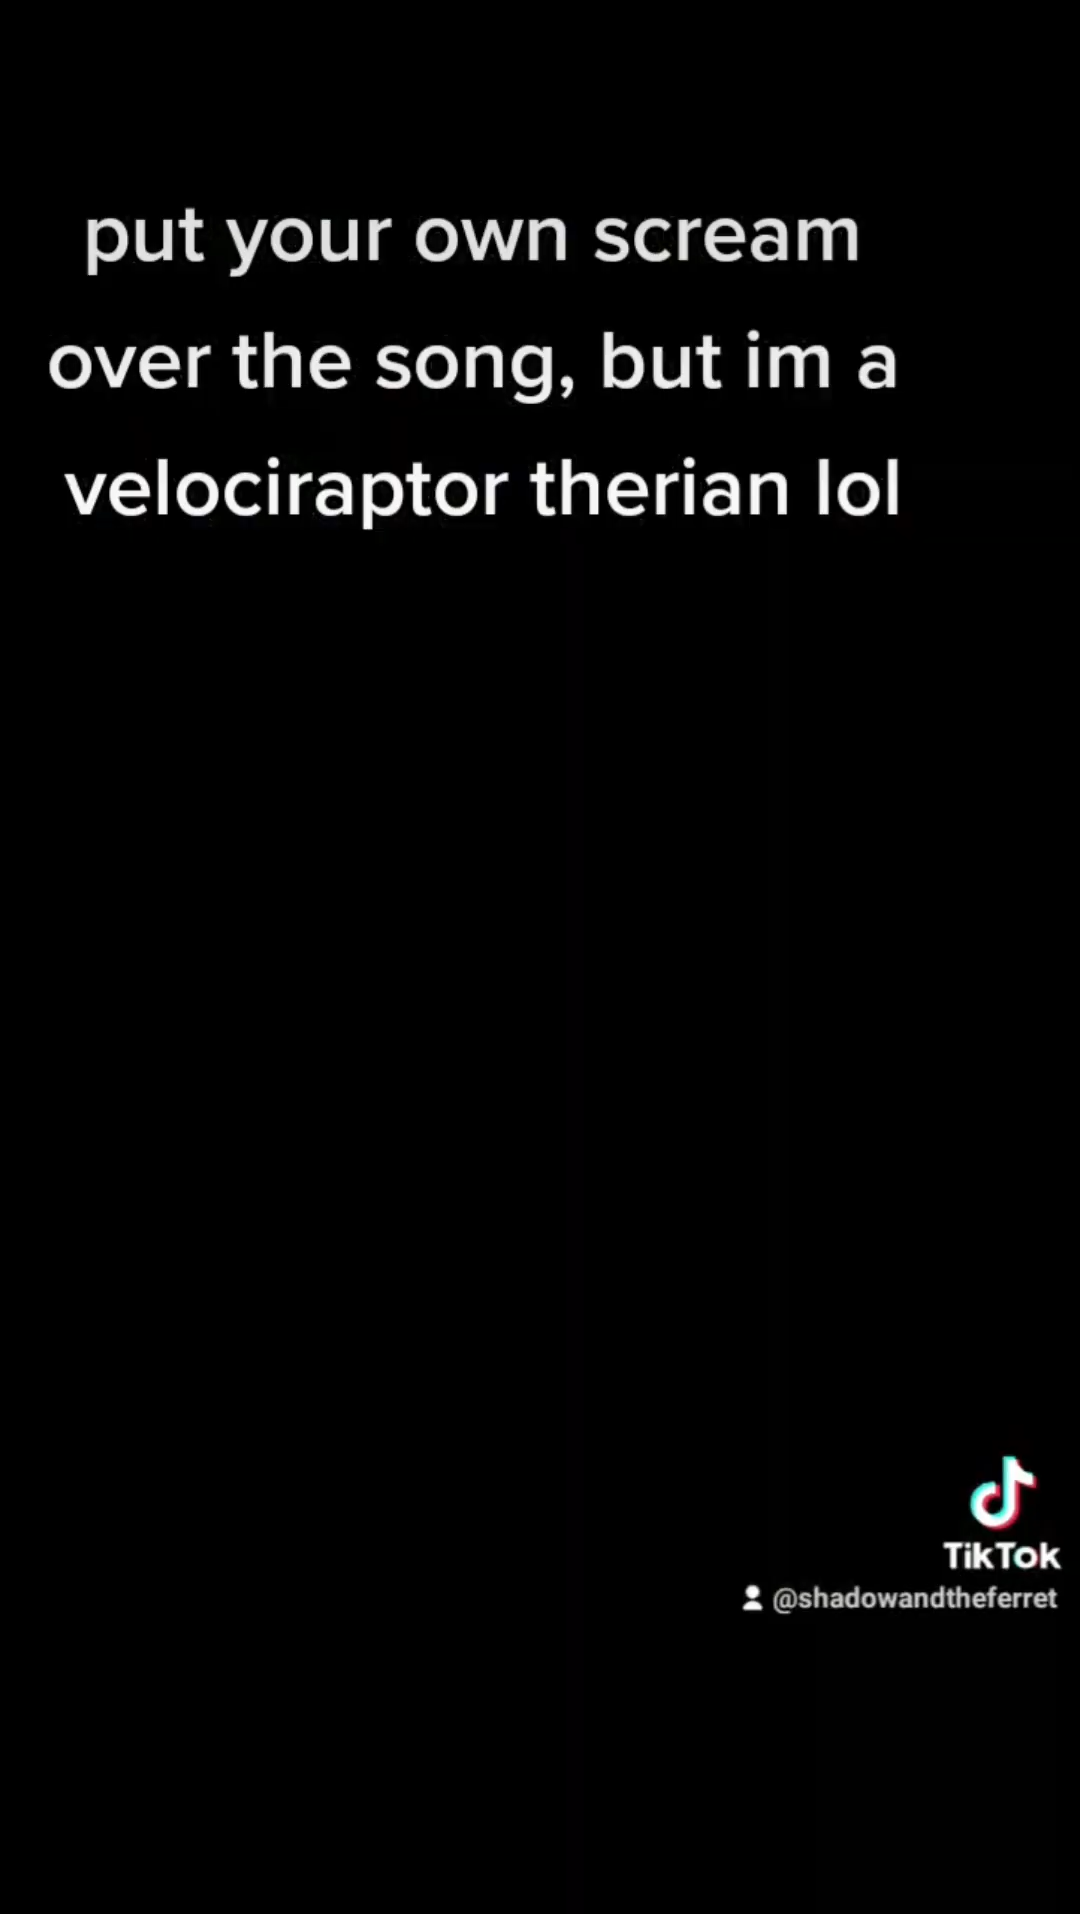 put your own scream
over the song, but im a
velociraptor therian lol
TikTok
@shadowandtheferret